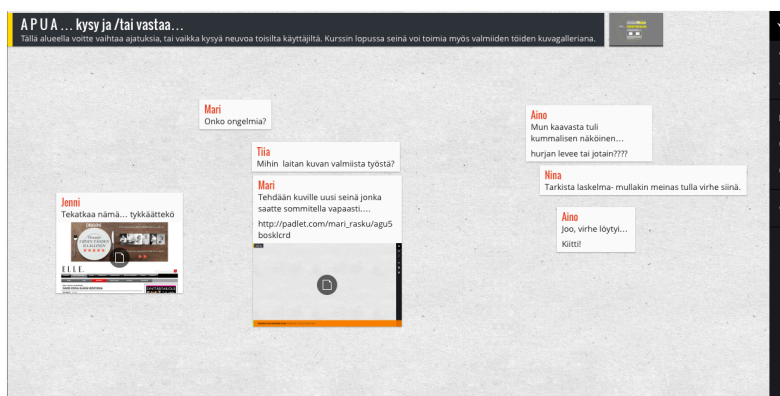 A P U A … kysy ja /tai vastaa…
Tällä alueella voitte vaihtaa ajatuksia, tai vaikka kysyä neuvoa toisilta käyttäjiltä. Kurssin lopussa seinä voi toimia myös valmiiden töiden kuvagalleriana.
Mari
Onko ongelmia?
Tiia
Mihin laitan kuvan valmiista työstä?
Mari
Tehdään kuville uusi seinä jonka
saatte sommitella vapaasti….
http://padlet.com/mari_rasku/agu5
bosklcrd
Jenni
Tekatkaa nämä… tykkäättekö
ELLE
Aino
Mun kaavasta tuli
kummalisen näköinen…
hurjan levee tai jotain????
Nina
Tarkista laskelma- mullakin meinas tulla virhe siinä.
Aino
Joo, virhe löytyi…
Kiitti!